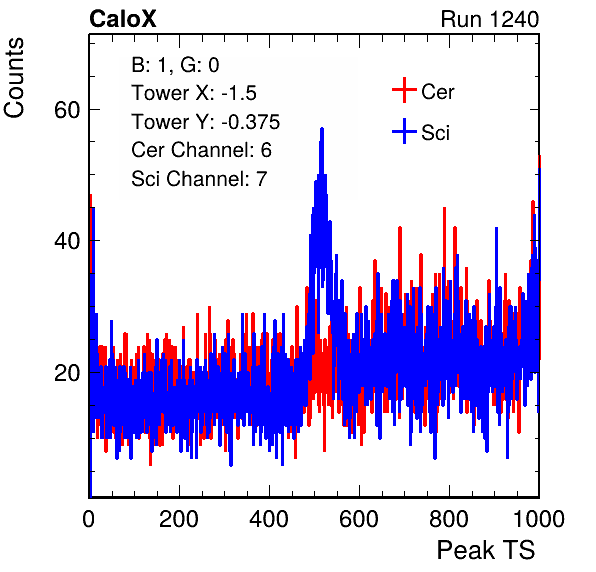 CaloX
Run 1240
Counts
B: 1, G: 0
Tower X: -1.5
Tower Y: -0.375
Cer Channel: 6
Sci Channel: 7
Cer
Sci
60
40
20
0 200 400 600 800 1000
Peak TS